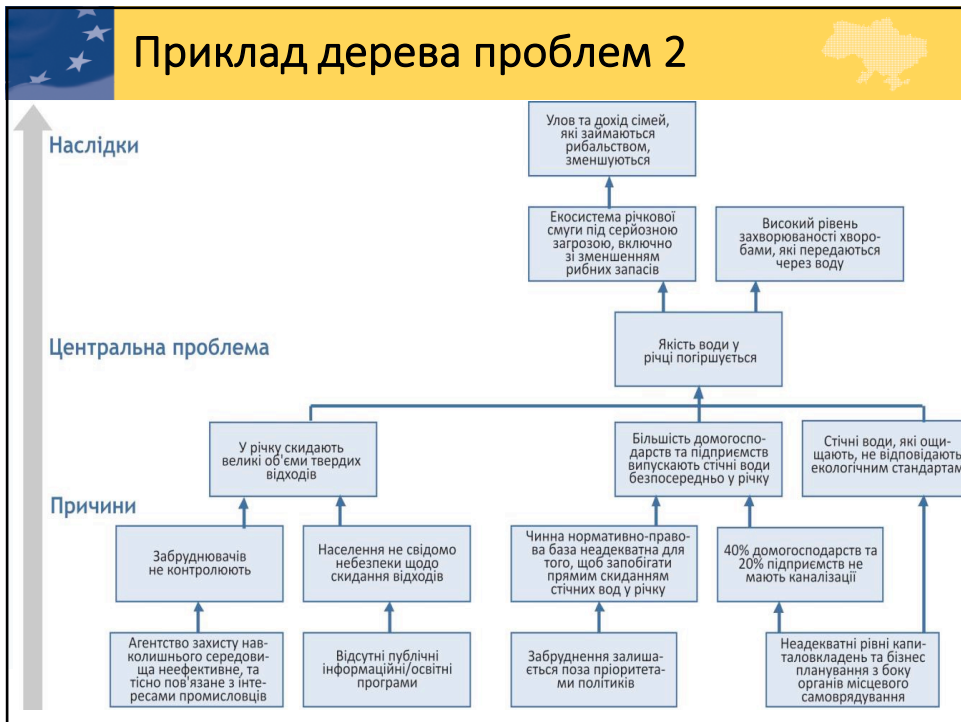 Приклад дерева проблем 2
Наслідки
Улов та дохід сімей,
які займаються
рибальством,
зменшуються
Екосистема річкової
смуги під серйозною
загрозою, включно
зі зменшенням
рибних запасів
Високий рівень
захворюваності хворо-
бами, які передаються
через воду
Центральна проблема
Якість води у
річці погіршується
У річку скидають
великі об'єми твердих
відходів
Більшість домогоспо-
дарств та підприємств
випускають стічні води
безпосередньо у річку
Стічні води, які ощи-
щають, не відповідають
екологічним стандартам
Причини
Забруднювачів
не контролюють
Населення не свідомо
небезпеки щодо
скидання відходів
Чинна нормативно-право-
ва база неадекватна для
того, щоб запобігати
прямим скиданням
стічних вод у річку
40% домогосподарств та
20% підприємств не
мають каналізації
Агентство захисту нав-
колишнього середови-
ща неефективне, та
тісно пов'язане з інте-
ресами промисловців
Відсутні публічні
інформаційні/освітні
програми
Забруднення залиша-
ється поза пріоритета-
ми політиків
Неадекватні рівні капи-
таловкладень та бізнес
планування з боку
органів місцевого
самоврядування